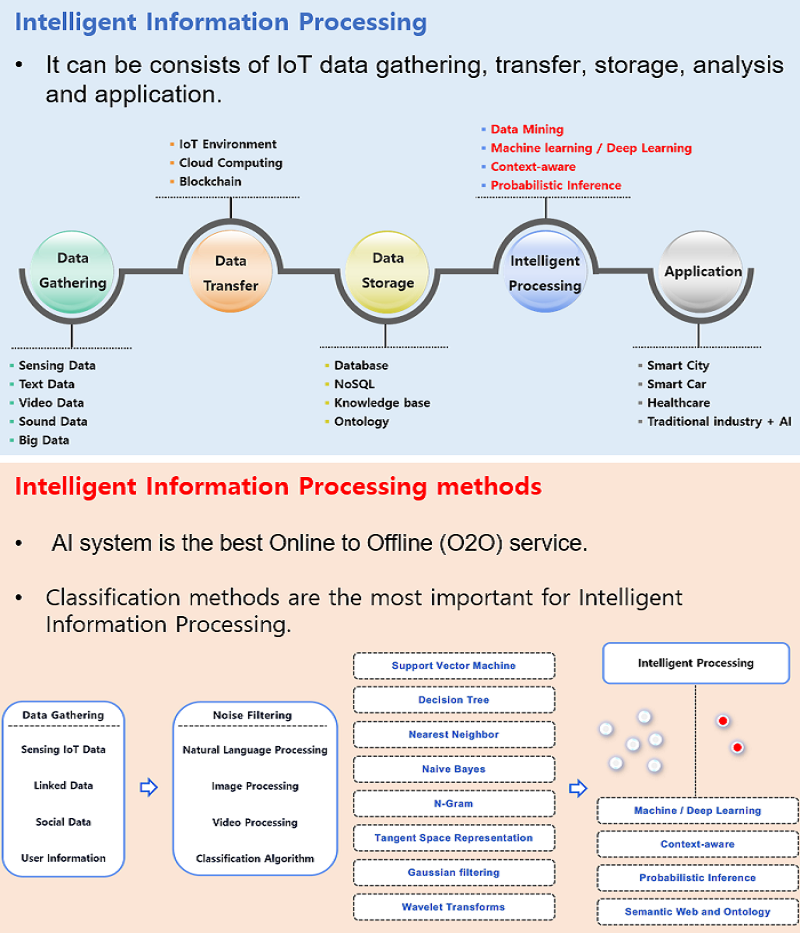 Intelligent Information Processing
• It can be consists of IoT data gathering, transfer, storage, analysis
and application.
▪ IoT Environment
▪ Cloud Computing
▪ Blockchain
▪ Data Mining
▪ Machine learning / Deep Learning
▪ Context-aware
▪ Probabilistic Inference
Data
Gathering
Data
Transfer
Data
Storage
Intelligent
Processing
Application
▪ Sensing Data
▪ Text Data
▪ Video Data
▪ Sound Data
▪ Big Data
▪ Database
▪ NoSQL
▪ Knowledge base
▪ Ontology
▪ Smart City
▪ Smart Car
▪ Healthcare
▪ Traditional industry + AI
Intelligent Information Processing methods
• AI system is the best Online to Offline (O2O) service.
• Classification methods are the most important for Intelligent
Information Processing.
Data Gathering
Sensing IoT Data
Linked Data
Social Data
User Information
Noise Filtering
Natural Language Processing
Image Processing
Video Processing
Classification Algorithm
Support Vector Machine
Decision Tree
Nearest Neighbor
Naive Bayes
N-Gram
Tangent Space Representation
Gaussian filtering
Wavelet Transforms
Intelligent Processing
Machine / Deep Learning
Context-aware
Probabilistic Inference
Semantic Web and Ontology